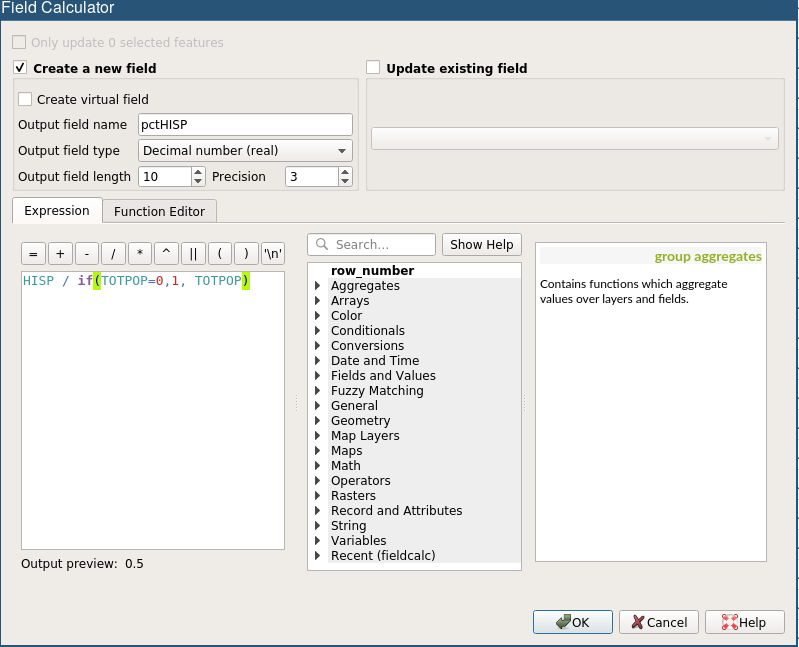 Field Calculator
Only update 0 selected features
Create a new field
Update existing field
Create virtual field
Output field name pctHISP
Output field type Decimal number (real)
Output field length 10 Precision 3
Expression Function Editor
= + - / * ^ || ( ) '\n'
Search... Show Help
HISP / if(TOTPOP=0,1, TOTPOP)
row_number
Aggregates
Arrays
Color
Conditionals
Conversions
Date and Time
Fields and Values
Fuzzy Matching
General
Geometry
Map Layers
Maps
Math
Operators
Rasters
Record and Attributes
String
Variables
Recent (fieldcalc)
group aggregates
Contains functions which aggregate
values over layers and fields.
Output preview: 0.5
OK Cancel Help